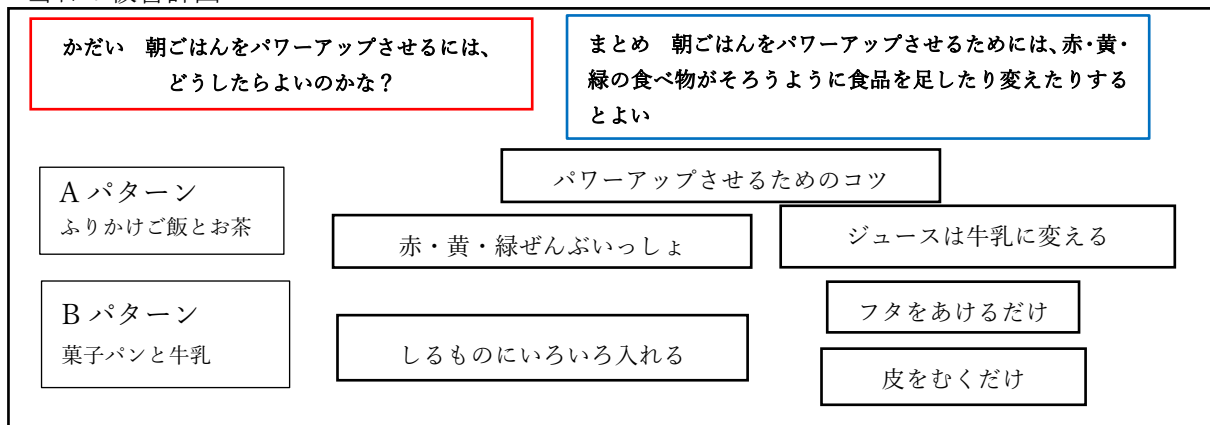 かだい　朝ごはんをパワーアップさせるには、
どうしたらよいのかな？
まとめ　朝ごはんをパワーアップさせるためには、赤・黄・
緑の食べ物がそろうように食品を足したり変えたりする
とよい
パワーアップさせるためのコツ
A パターン
ふりかけご飯とお茶
赤・黄・緑ぜんぶいっしょ
ジュースは牛乳に変える
B パターン
菓子パンと牛乳
しるものにいろいろ入れる
フタをあけるだけ
皮をむくだけ